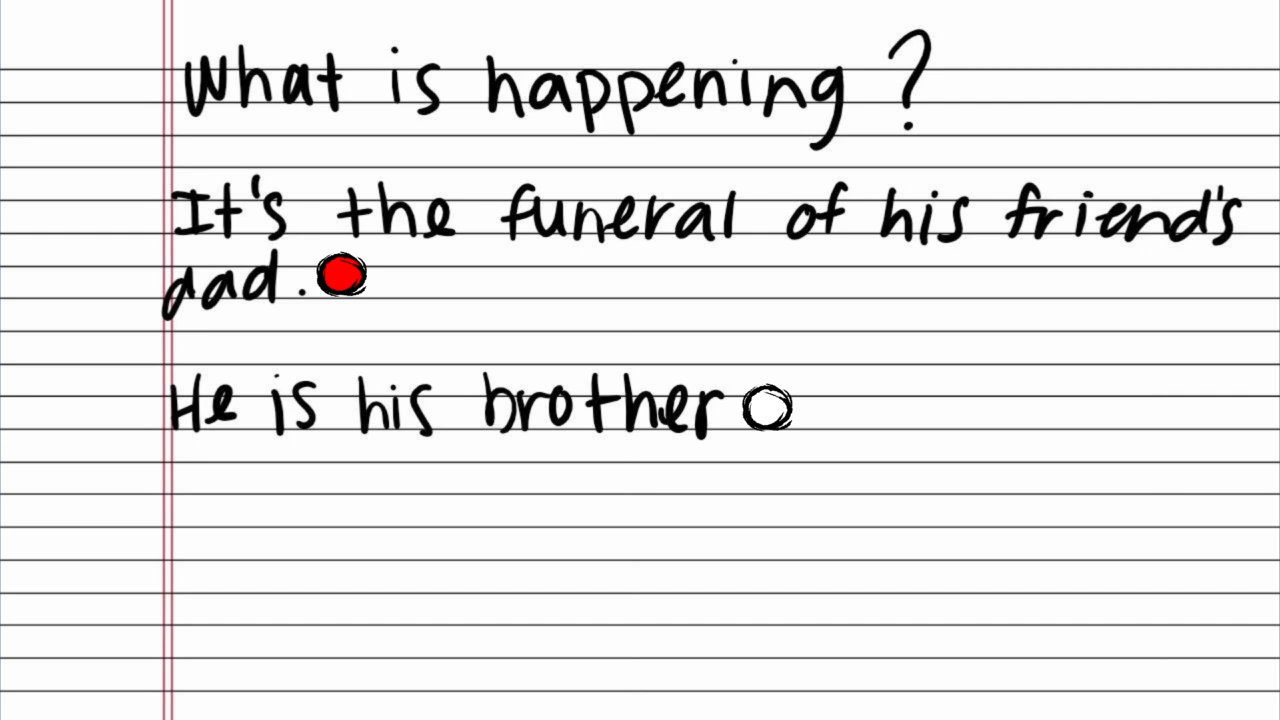 What is happening ?
It's the funeral of his friend's
dad.
He is his brother